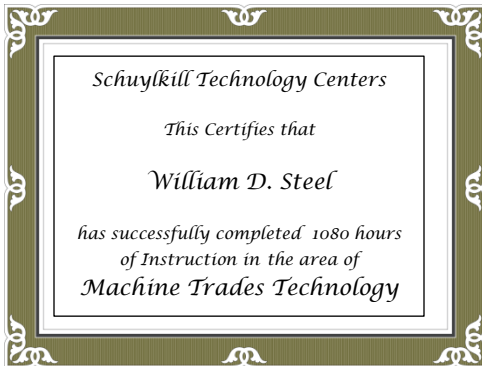 Schuylkill Technology Centers
This Certifies that
William D. Steel
has successfully completed 1080 hours
of Instruction in the area of
Machine Trades Technology